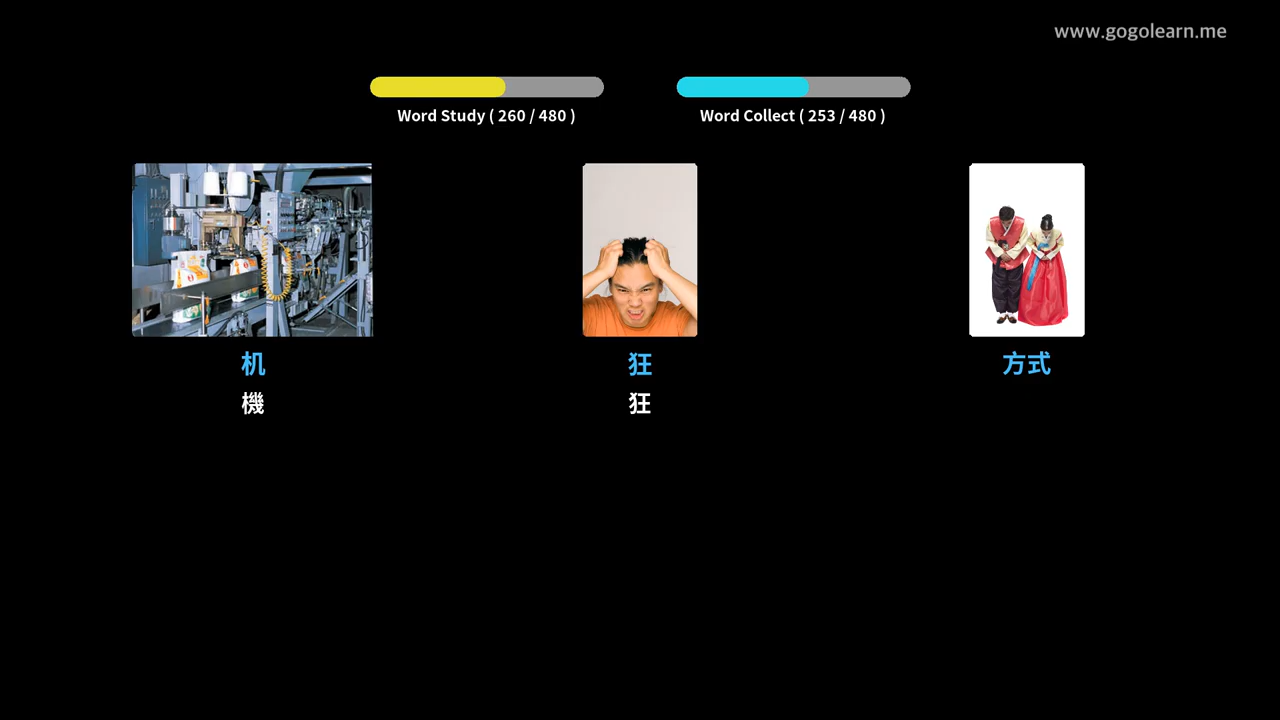 www.gogolearn.me
Word Study ( 260 / 480 )
Word Collect ( 253 / 480 )
机
機
狂
狂
方式